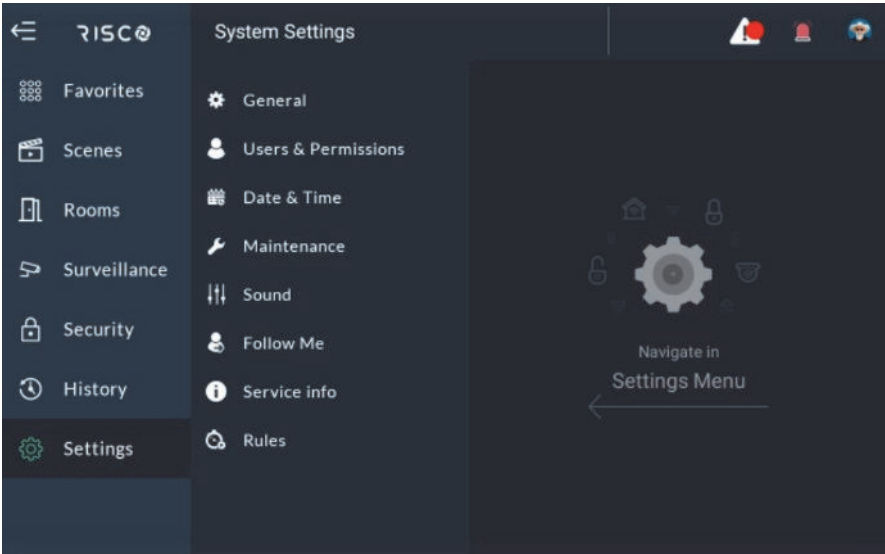 RISCO
System Settings
Favorites
Scenes
Rooms
Surveillance
Security
History
Settings
General
Users & Permissions
Date & Time
Maintenance
Sound
Follow Me
Service info
Rules
Navigate in
Settings Menu